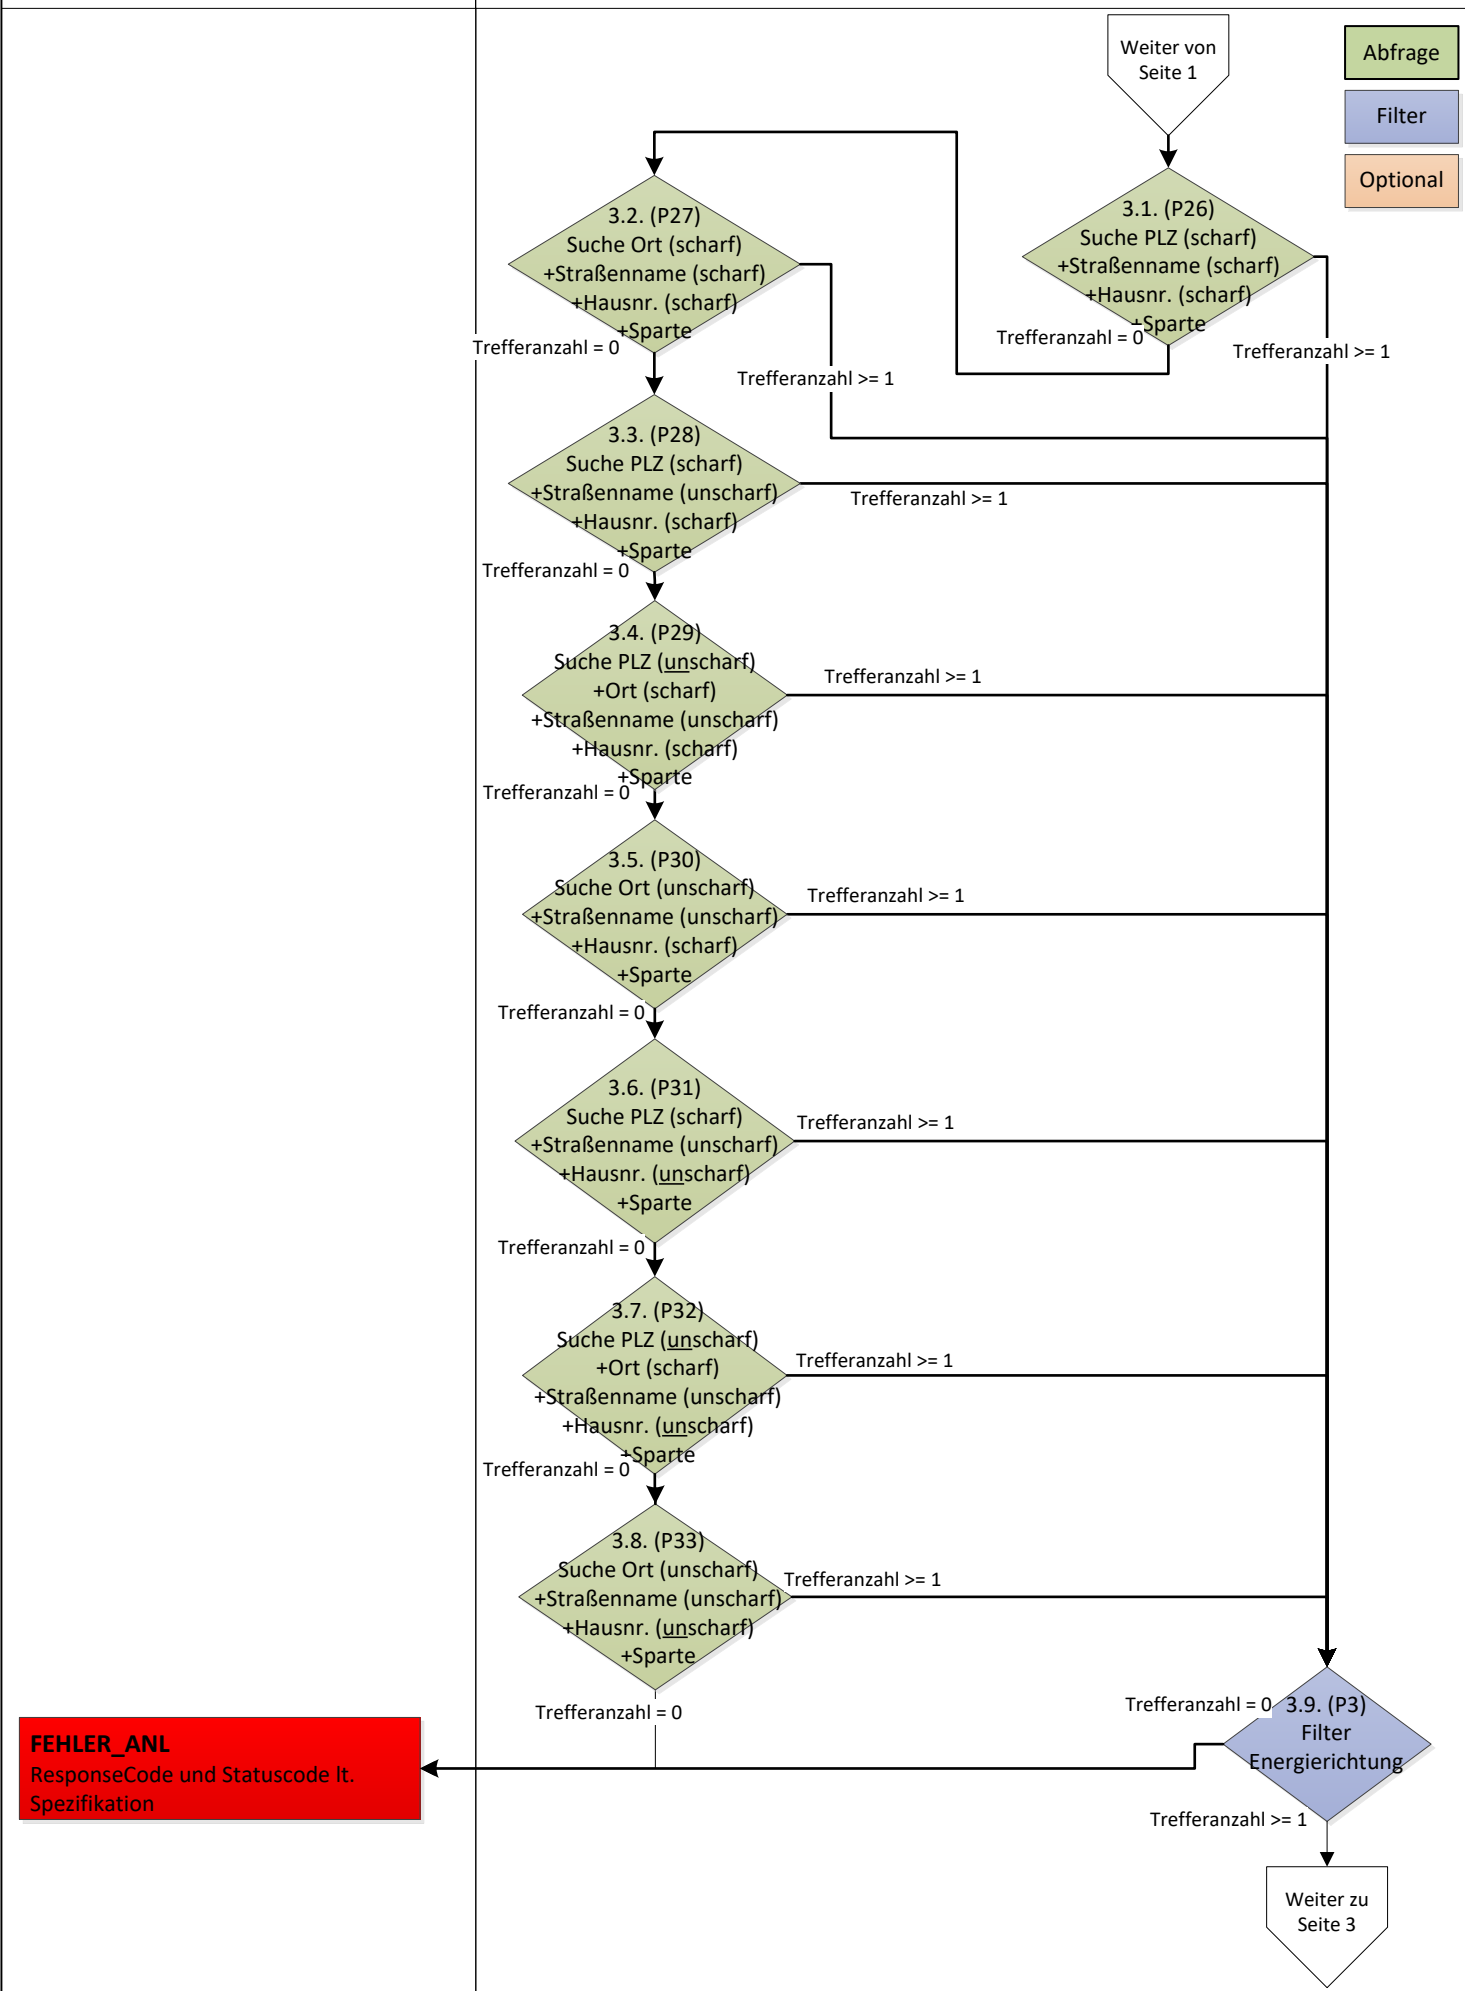 Weiter von
Seite 1
Abfrage
Filter
Optional
3.1. (P26)
Suche PLZ (scharf)
+Straßenname (scharf)
+Hausnr. (scharf)
+Sparte
Trefferanzahl = 0
Trefferanzahl >= 1
3.2. (P27)
Suche Ort (scharf)
+Straßenname (scharf)
+Hausnr. (scharf)
+Sparte
Trefferanzahl = 0
Trefferanzahl >= 1
3.3. (P28)
Suche PLZ (scharf)
+Straßenname (unscharf)
+Hausnr. (scharf)
+Sparte
Trefferanzahl >= 1
Trefferanzahl = 0
3.4. (P29)
Suche PLZ (unscharf)
+Ort (scharf)
+Straßenname (unscharf)
+Hausnr. (scharf)
+Sparte
Trefferanzahl >= 1
Trefferanzahl = 0
3.5. (P30)
Suche Ort (unscharf)
+Straßenname (unscharf)
+Hausnr. (scharf)
+Sparte
Trefferanzahl >= 1
Trefferanzahl = 0
3.6. (P31)
Suche PLZ (scharf)
+Straßenname (unscharf)
+Hausnr. (unscharf)
+Sparte
Trefferanzahl >= 1
Trefferanzahl = 0
3.7. (P32)
Suche PLZ (unscharf)
+Ort (scharf)
+Straßenname (unscharf)
+Hausnr. (unscharf)
+Sparte
Trefferanzahl >= 1
Trefferanzahl = 0
3.8. (P33)
Suche Ort (unscharf)
+Straßenname (unscharf)
+Hausnr. (unscharf)
+Sparte
Trefferanzahl >= 1
Trefferanzahl = 0
3.9. (P3)
Filter
Energierichtung
Trefferanzahl = 0
Trefferanzahl >= 1
FEHLER_ANL
ResponseCode und Statuscode lt.
Spezifikation
Weiter zu
Seite 3